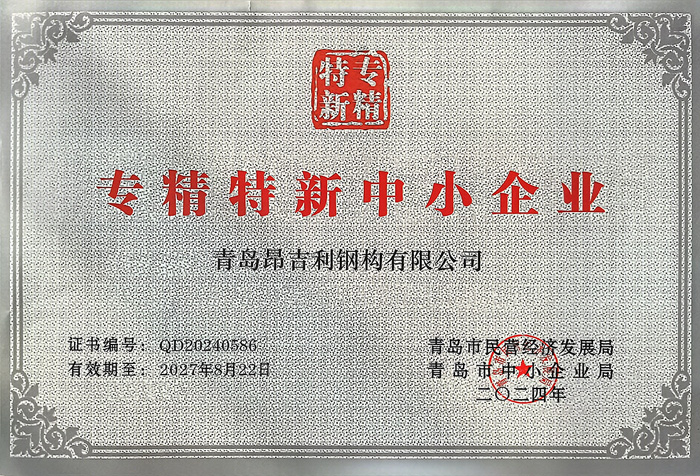 专精
特新
专精特新中小企业
青岛昂吉利钢构有限公司
证书编号： QD20240586
有效期至： 2027年8月22日
青岛市民营经济发展局
青岛市中小企业局
二〇二四年